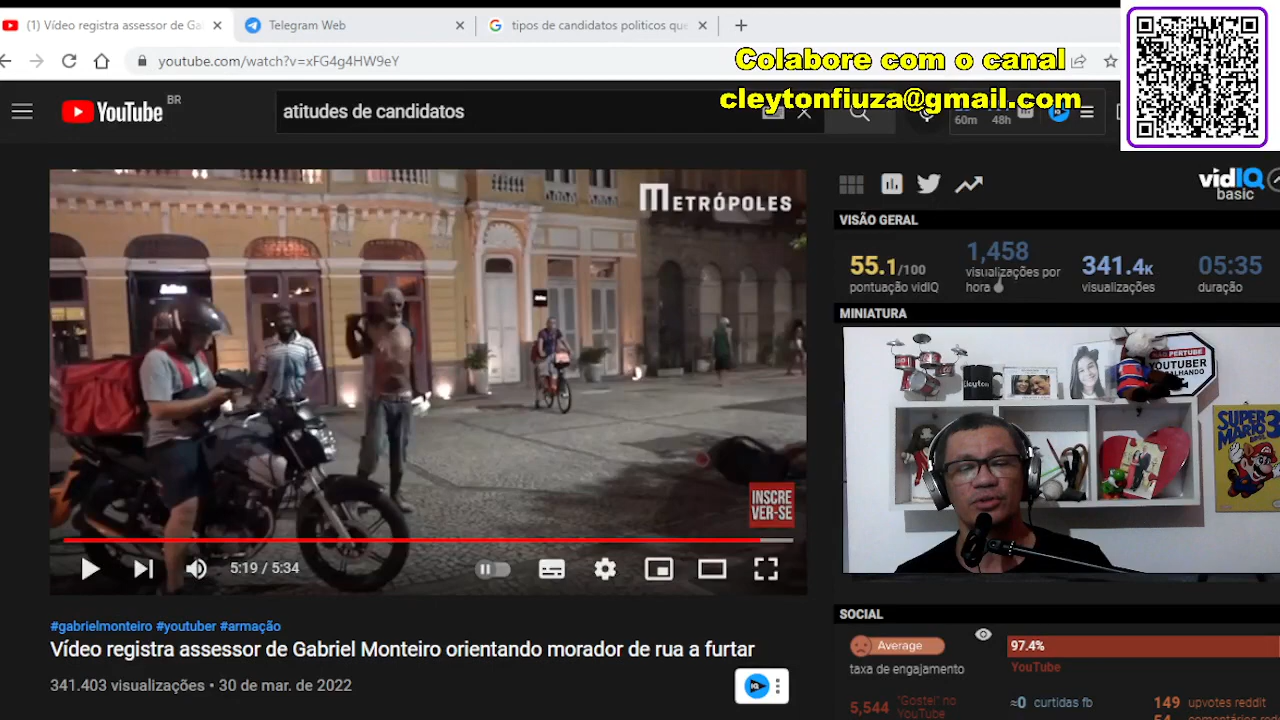 (1) Vídeo registra assessor de Ga
Telegram Web
tipos de candidatos politicos que
youtube.com/watch?v=xFG4g4HW9eY
Colabore com o canal
cleytonfiuza@gmail.com
YouTube BR
atitudes de candidatos
60m 48h
METRÓPOLES
INSCRE
VER-SE
5:19 / 5:34
#gabrielmonteiro #youtuber #armação
Vídeo registra assessor de Gabriel Monteiro orientando morador de rua a furtar
341.403 visualizações • 30 de mar. de 2022
vidIQ
basic
VISÃO GERAL
55.1/100
pontuação vidIQ
1,458
visualizações por
hora
341.4K
visualizações
05:35
duração
MINIATURA
YOUTUBER
Cleyton
SUPER
MARIO 3
SOCIAL
Average
taxa de engajamento
97.4%
YouTube
5,544 "Gostei" no
YouTube
≈0 curtidas fb
149 upvotes reddit